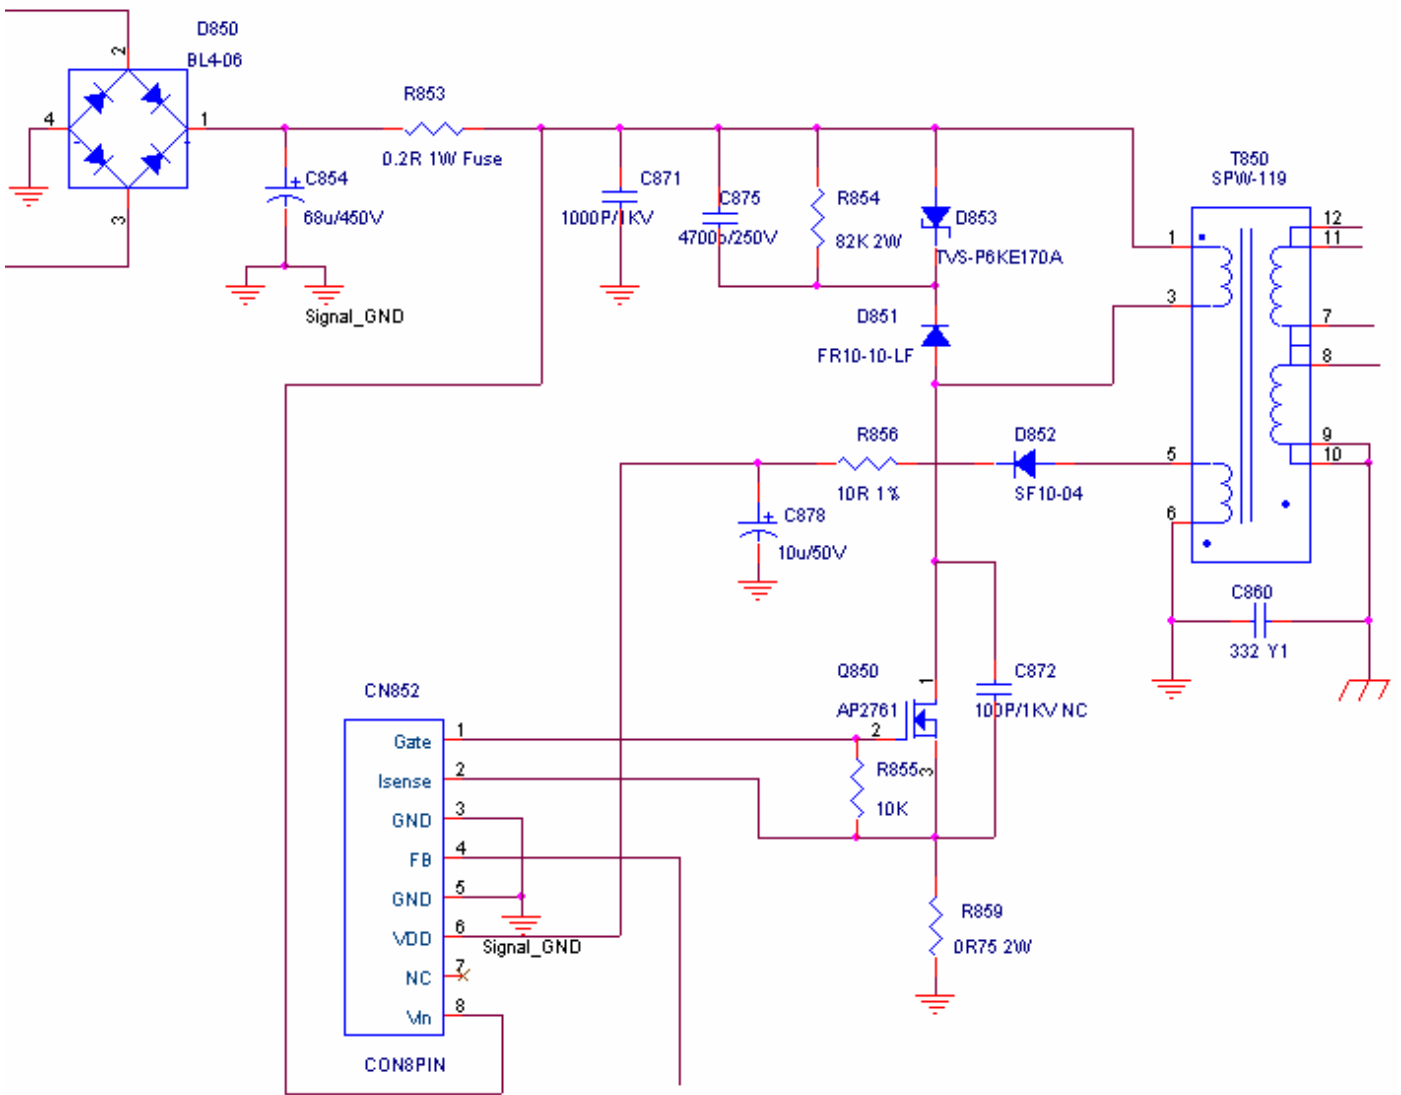 D850
BL4-06
2
4
1
3
R853
0.2R 1W Fuse
C854
68u/450V
Signal_GND
C871
1000P/1KV
C875
4700p/250V
R854
82K 2W
D853
TVS-P6KE170A
D851
FR10-10-LF
T850
SPW-119
1
3
5
6
12
11
7
8
9
10
R856
10R 1%
D852
SF10-04
C878
10u/50V
C860
332 Y1
Q850
AP2761
1
2
3
C872
100P/1KV NC
R855
10K
R859
0R75 2W
CN852
Gate 1
Isense 2
GND 3
FB 4
GND 5
VDD 6
NC 7
Vin 8
Signal_GND
CON8PIN